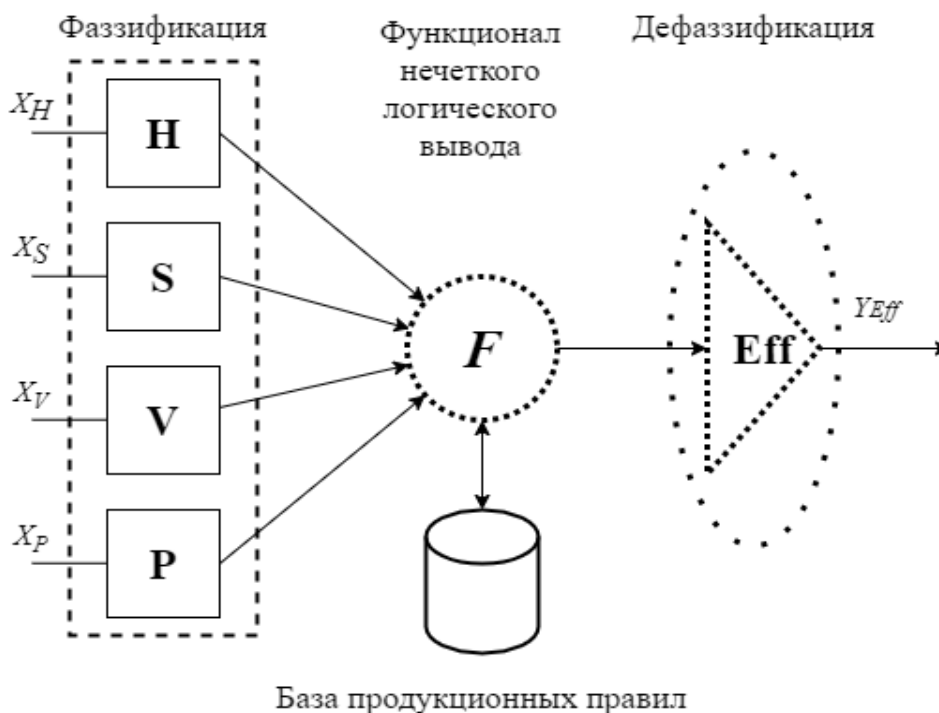 Фаззификация
Функционал
нечеткого
логического
вывода
Дефаззификация
X_H
H
X_S
S
X_V
V
X_P
P
F
Eff
Y_Eff
База продукционных правил